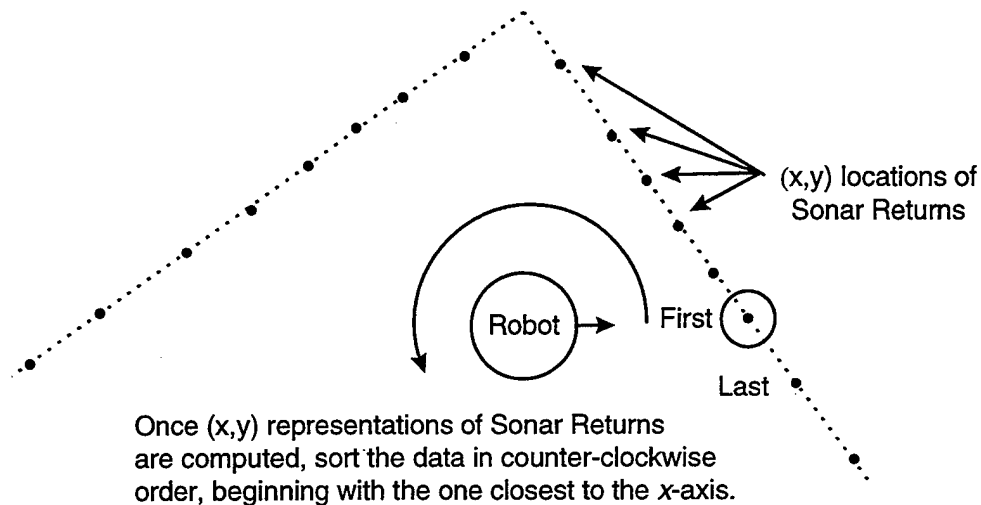 (x,y) locations of
Sonar Returns
Robot
First
Last
Once (x,y) representations of Sonar Returns
are computed, sort the data in counter-clockwise
order, beginning with the one closest to the x-axis.